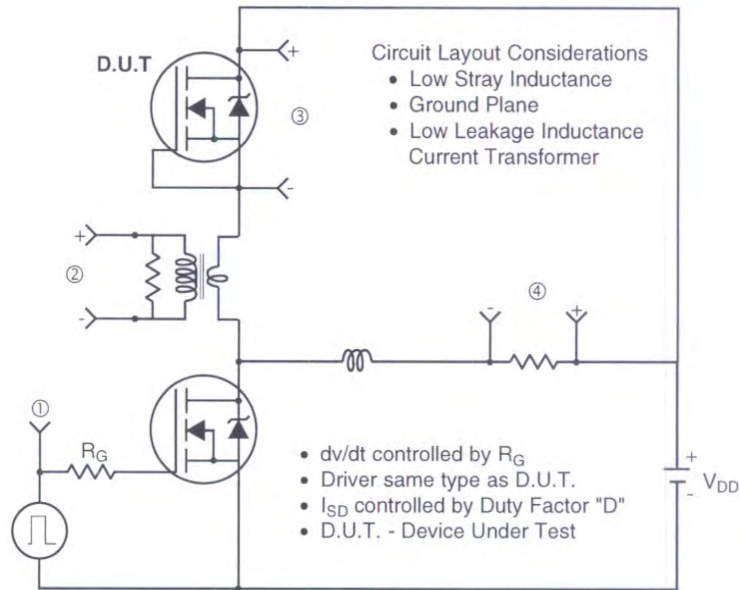 D.U.T
+
Circuit Layout Considerations
• Low Stray Inductance
• Ground Plane
• Low Leakage Inductance
Current Transformer
③
-
+
②
-
④
- +
①
R_G
• dv/dt controlled by R_G
• Driver same type as D.U.T.
• I_SD controlled by Duty Factor "D"
• D.U.T. - Device Under Test
+
V_DD
-